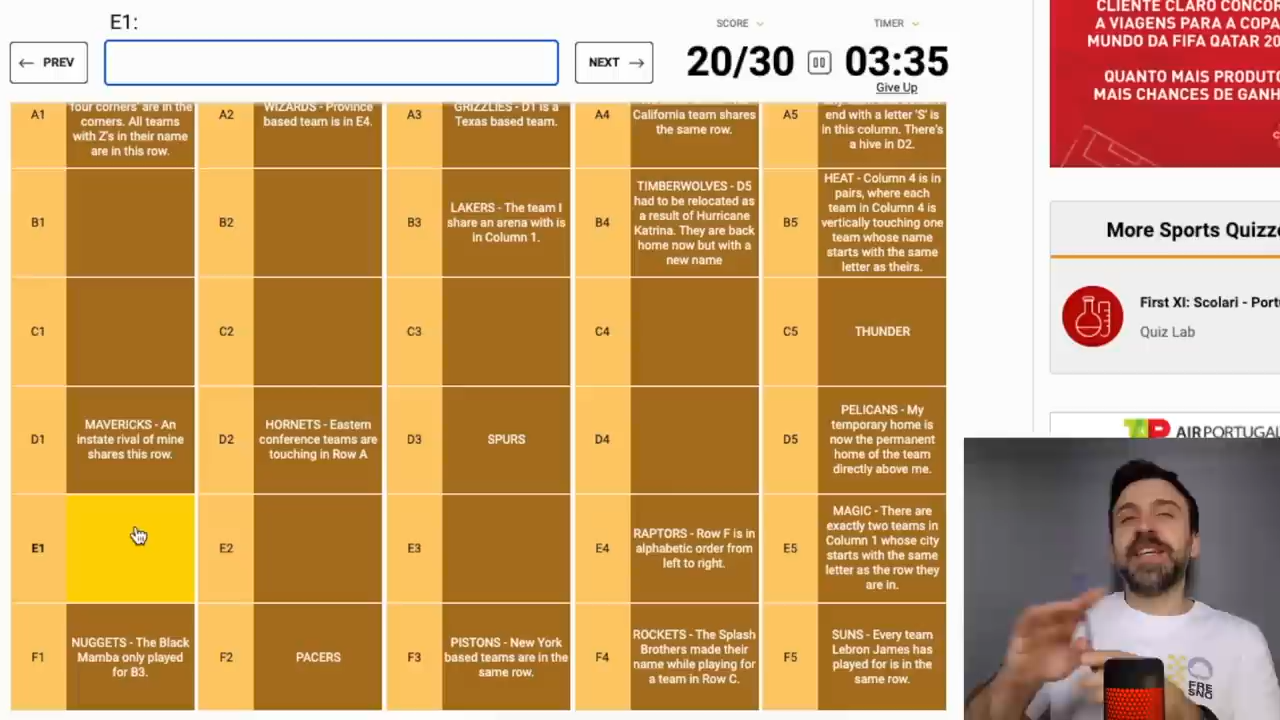 E1:
SCORE
TIMER
PREV
NEXT
20/30
03:35
Give Up
A1
four corners' are in the
corners. All teams
with Z's in their name
are in this row.
A2
WIZARDS - Province
based team is in E4.
A3
GRIZZLIES - D1 is a
Texas based team.
A4
California team shares
the same row.
A5
end with a letter 'S' is
in this column. There's
a hive in D2.
B1
B2
B3
LAKERS - The team I
share an arena with is
in Column 1.
B4
TIMBERWOLVES - D5
had to be relocated as
a result of Hurricane
Katrina. They are back
home now but with a
new name
B5
HEAT - Column 4 is in
pairs, where each
team in Column 4 is
vertically touching one
team whose name
starts with the same
letter as theirs.
C1
C2
C3
C4
C5
THUNDER
D1
MAVERICKS - An
instate rival of mine
shares this row.
D2
HORNETS - Eastern
conference teams are
touching in Row A
D3
SPURS
D4
D5
PELICANS - My
temporary home is
now the permanent
home of the team
directly above me.
E1
E2
E3
E4
RAPTORS - Row F is in
alphabetic order from
left to right.
E5
MAGIC - There are
exactly two teams in
Column 1 whose city
starts with the same
letter as the row they
are in.
F1
NUGGETS - The Black
Mamba only played
for B3.
F2
PACERS
F3
PISTONS - New York
based teams are in the
same row.
F4
ROCKETS - The Splash
Brothers made their
name while playing for
a team in Row C.
F5
SUNS - Every team
Lebron James has
played for is in the
same row.
CLIENTE CLARO CONCOR
A VIAGENS PARA A COPA
MUNDO DA FIFA QATAR 20
QUANTO MAIS PRODUTO
MAIS CHANCES DE GANH
More Sports Quizze
First XI: Scolari - Port
Quiz Lab
TAP AIRPORTUGAL
FRE
SNO